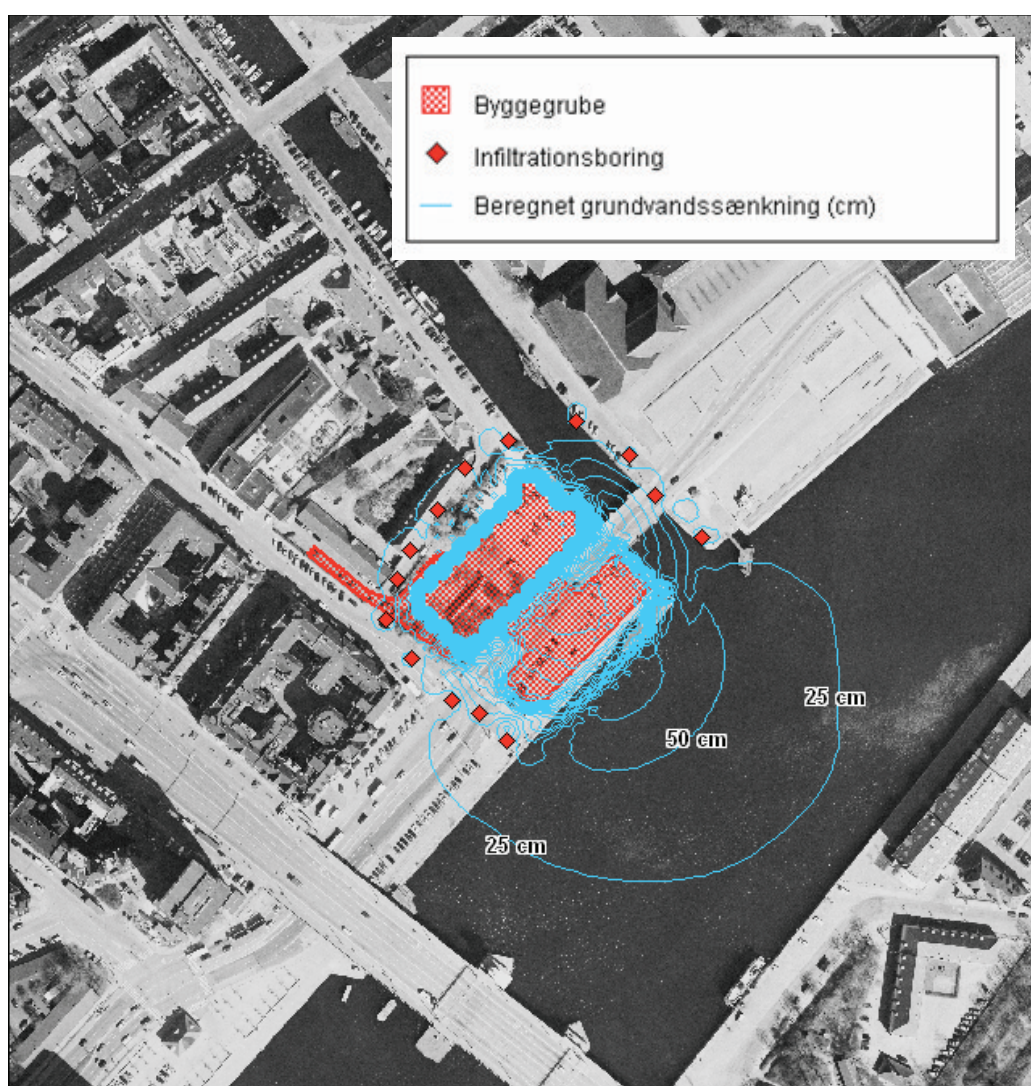 Byggegrube
Infiltrationsboring
Beregnet grundvandssænkning (cm)
25 cm
50 cm
25 cm